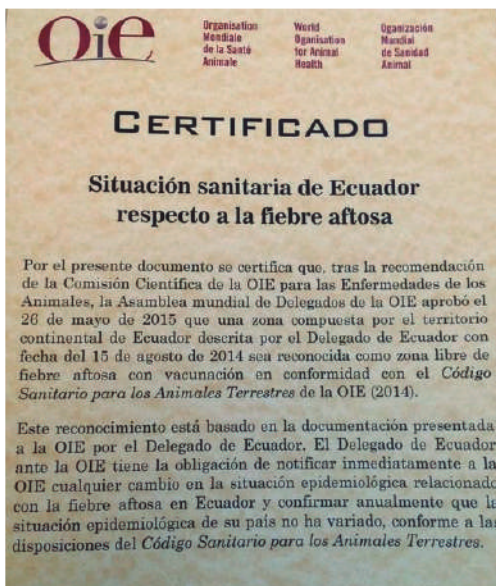 Oie
Organisation
Mondiale
de la Santé
Animale
World
Organisation
for Animal
Health
Oganización
Mundial
de Sanidad
Animal
CERTIFICADO
Situación sanitaria de Ecuador
respecto a la fiebre aftosa
Por el presente documento se certifica que, tras la recomendación
de la Comisión Científica de la OIE para las Enfermedades de los
Animales, la Asamblea mundial de Delegados de la OIE aprobó el
26 de mayo de 2015 que una zona compuesta por el territorio
continental de Ecuador descrita por el Delegado de Ecuador con
fecha del 15 de agosto de 2014 sea reconocida como zona libre de
fiebre aftosa con vacunación en conformidad con el Código
Sanitario para los Animales Terrestres de la OIE (2014).
Este reconocimiento está basado en la documentación presentada
a la OIE por el Delegado de Ecuador. El Delegado de Ecuador
ante la OIE tiene la obligación de notificar inmediatamente a la
OIE cualquier cambio en la situación epidemiológica relacionado
con la fiebre aftosa en Ecuador y confirmar anualmente que la
situación epidemiológica de su país no ha variado, conforme a las
disposiciones del Código Sanitario para los Animales Terrestres.